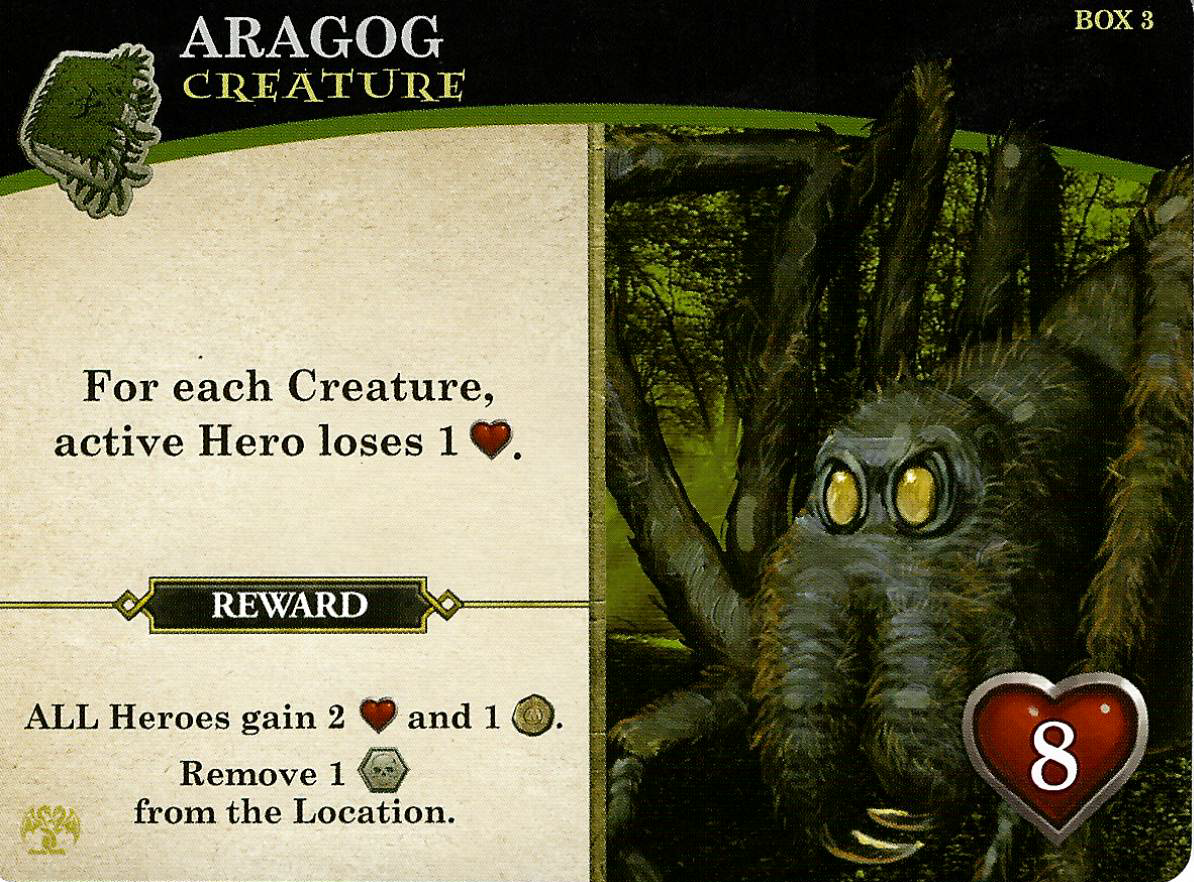 ARAGOG
CREATURE
BOX 3
For each Creature,
active Hero loses 1 .
REWARD
ALL Heroes gain 2 and 1 .
Remove 1
from the Location.
8